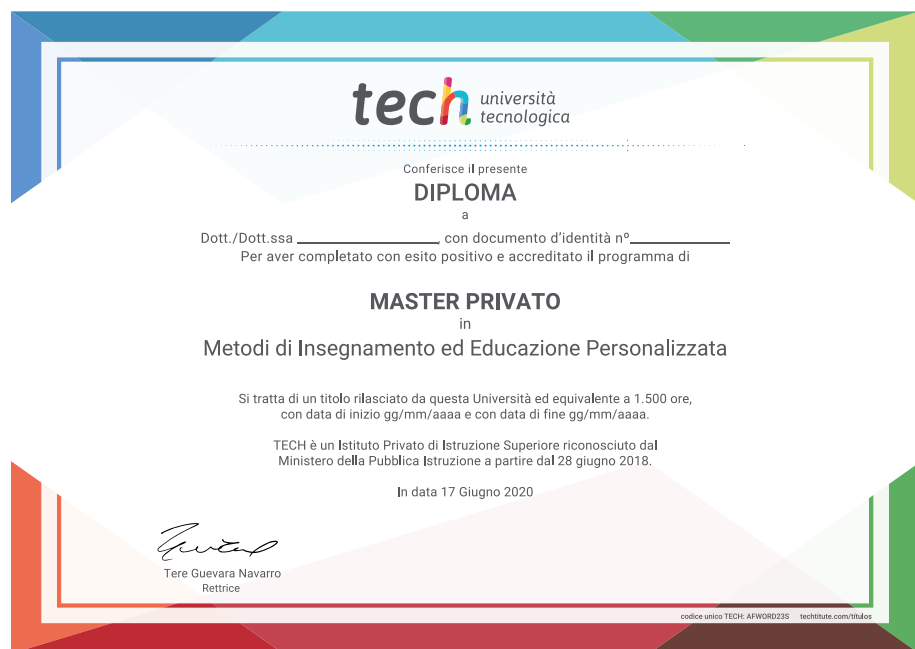 tech università
tecnologica
Conferisce il presente
DIPLOMA
a
Dott./Dott.ssa ____________________, con documento d'identità nº______________
Per aver completato con esito positivo e accreditato il programma di
MASTER PRIVATO
in
Metodi di Insegnamento ed Educazione Personalizzata
Si tratta di un titolo rilasciato da questa Università ed equivalente a 1.500 ore,
con data di inizio gg/mm/aaaa e con data di fine gg/mm/aaaa.
TECH è un Istituto Privato di Istruzione Superiore riconosciuto dal
Ministero della Pubblica Istruzione a partire dal 28 giugno 2018.
In data 17 Giugno 2020
Tere Guevara Navarro
Rettrice
codice unico TECH: AFWORD23S techtitute.com/títulos